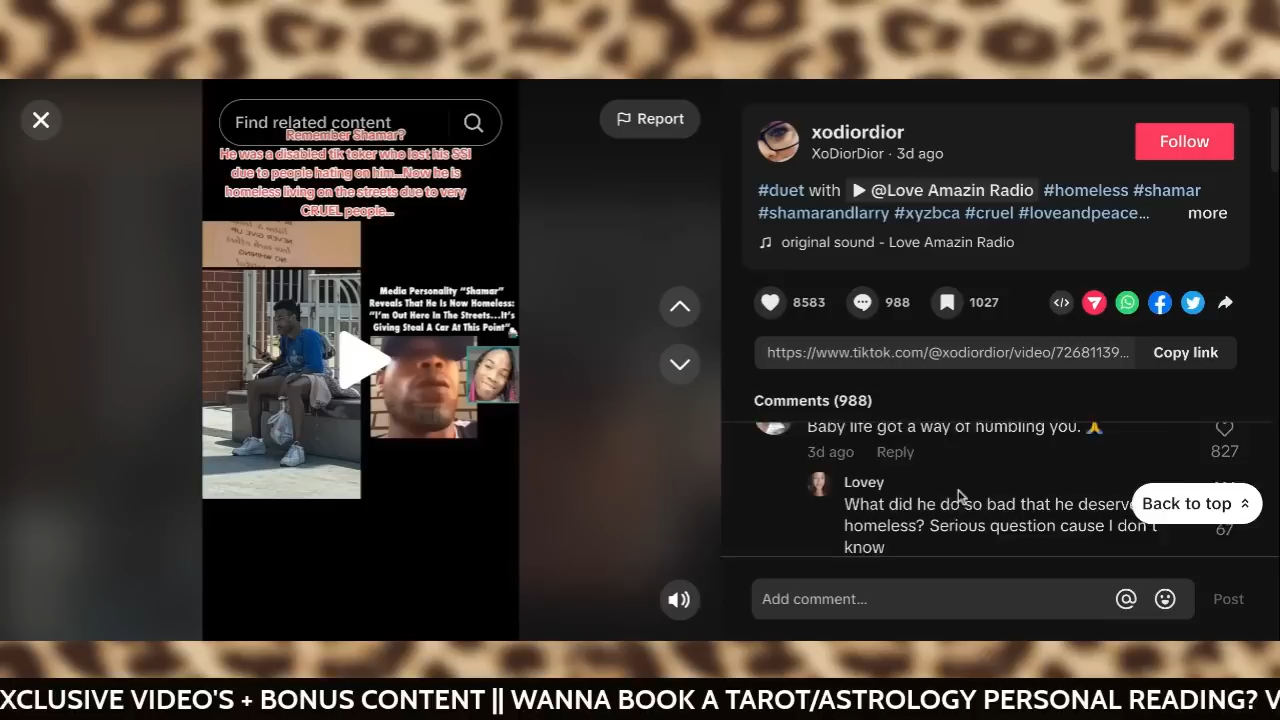 Find related content
Report
Remember Shamar?
He was a disabled tik toker who lost his SSI
due to people hating on him...Now he is
homeless living on the streets due to very
CRUEL people...
Media Personality “Shamar”
Reveals That He Is Now Homeless:
“I'm Out Here In The Streets...It's
Giving Steal A Car At This Point”
xodiordior
XoDiorDior · 3d ago
Follow
#duet with ▶ @Love Amazin Radio #homeless #shamar
#shamarandlarry #xyzbca #cruel #loveandpeace... more
♫ original sound - Love Amazin Radio
8583 988 1027
https://www.tiktok.com/@xodiordior/video/72681139... Copy link
Comments (988)
Baby life got a way of humbling you. 🙏
3d ago Reply 827
Lovey
What did he do so bad that he
homeless? Serious question cause I don't
know
67
Back to top
Add comment... Post
XCLUSIVE VIDEO'S + BONUS CONTENT || WANNA BOOK A TAROT/ASTROLOGY PERSONAL READING? V